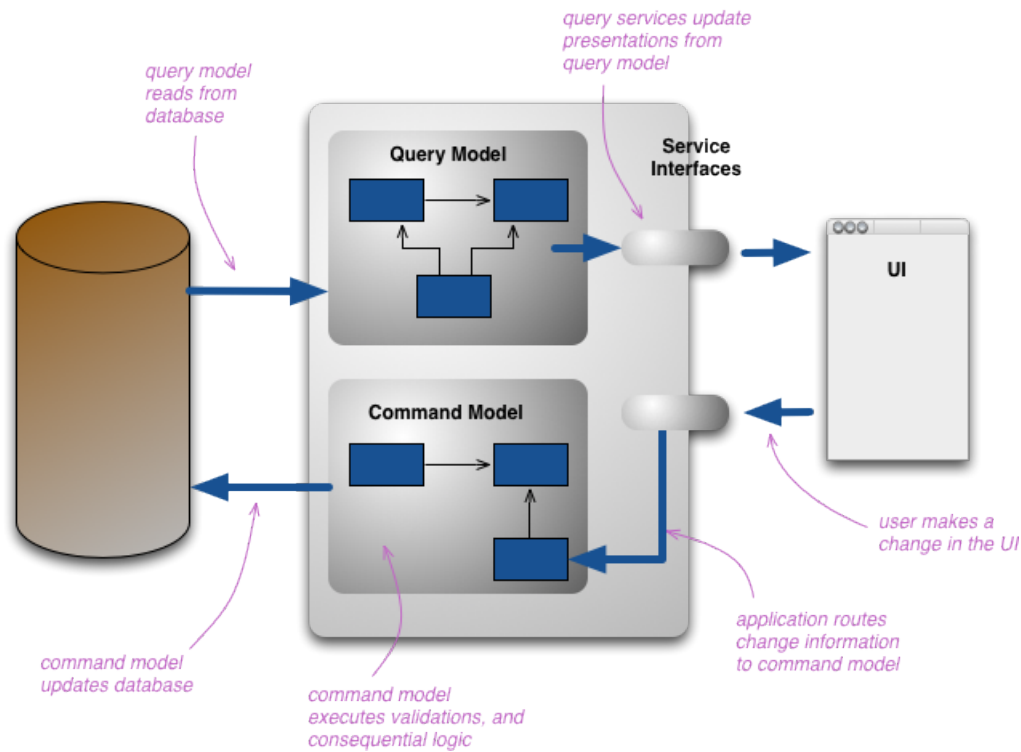 query services update
presentations from
query model
query model
reads from
database
Query Model
Service
Interfaces
UI
Command Model
user makes a
change in the UI
application routes
change information
to command model
command model
updates database
command model
executes validations, and
consequential logic